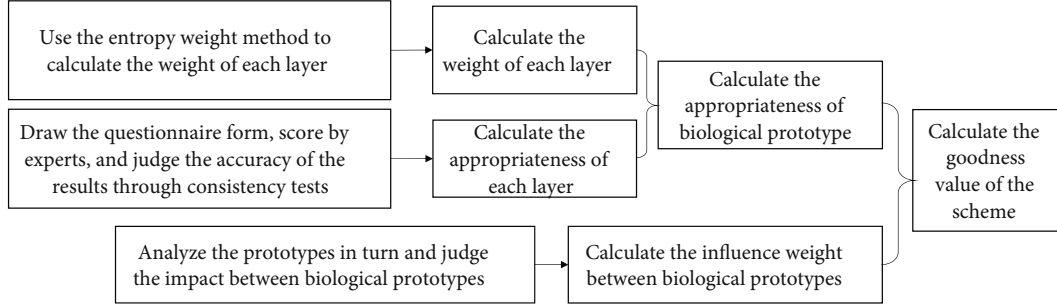 Use the entropy weight method to
calculate the weight of each layer
Calculate the
weight of each layer
Draw the questionnaire form, score by
experts, and judge the accuracy of the
results through consistency tests
Calculate the
appropriateness of
each layer
Calculate the
appropriateness of
biological prototype
Analyze the prototypes in turn and judge
the impact between biological prototypes
Calculate the influence weight
between biological prototypes
Calculate the
goodness
value of the
scheme